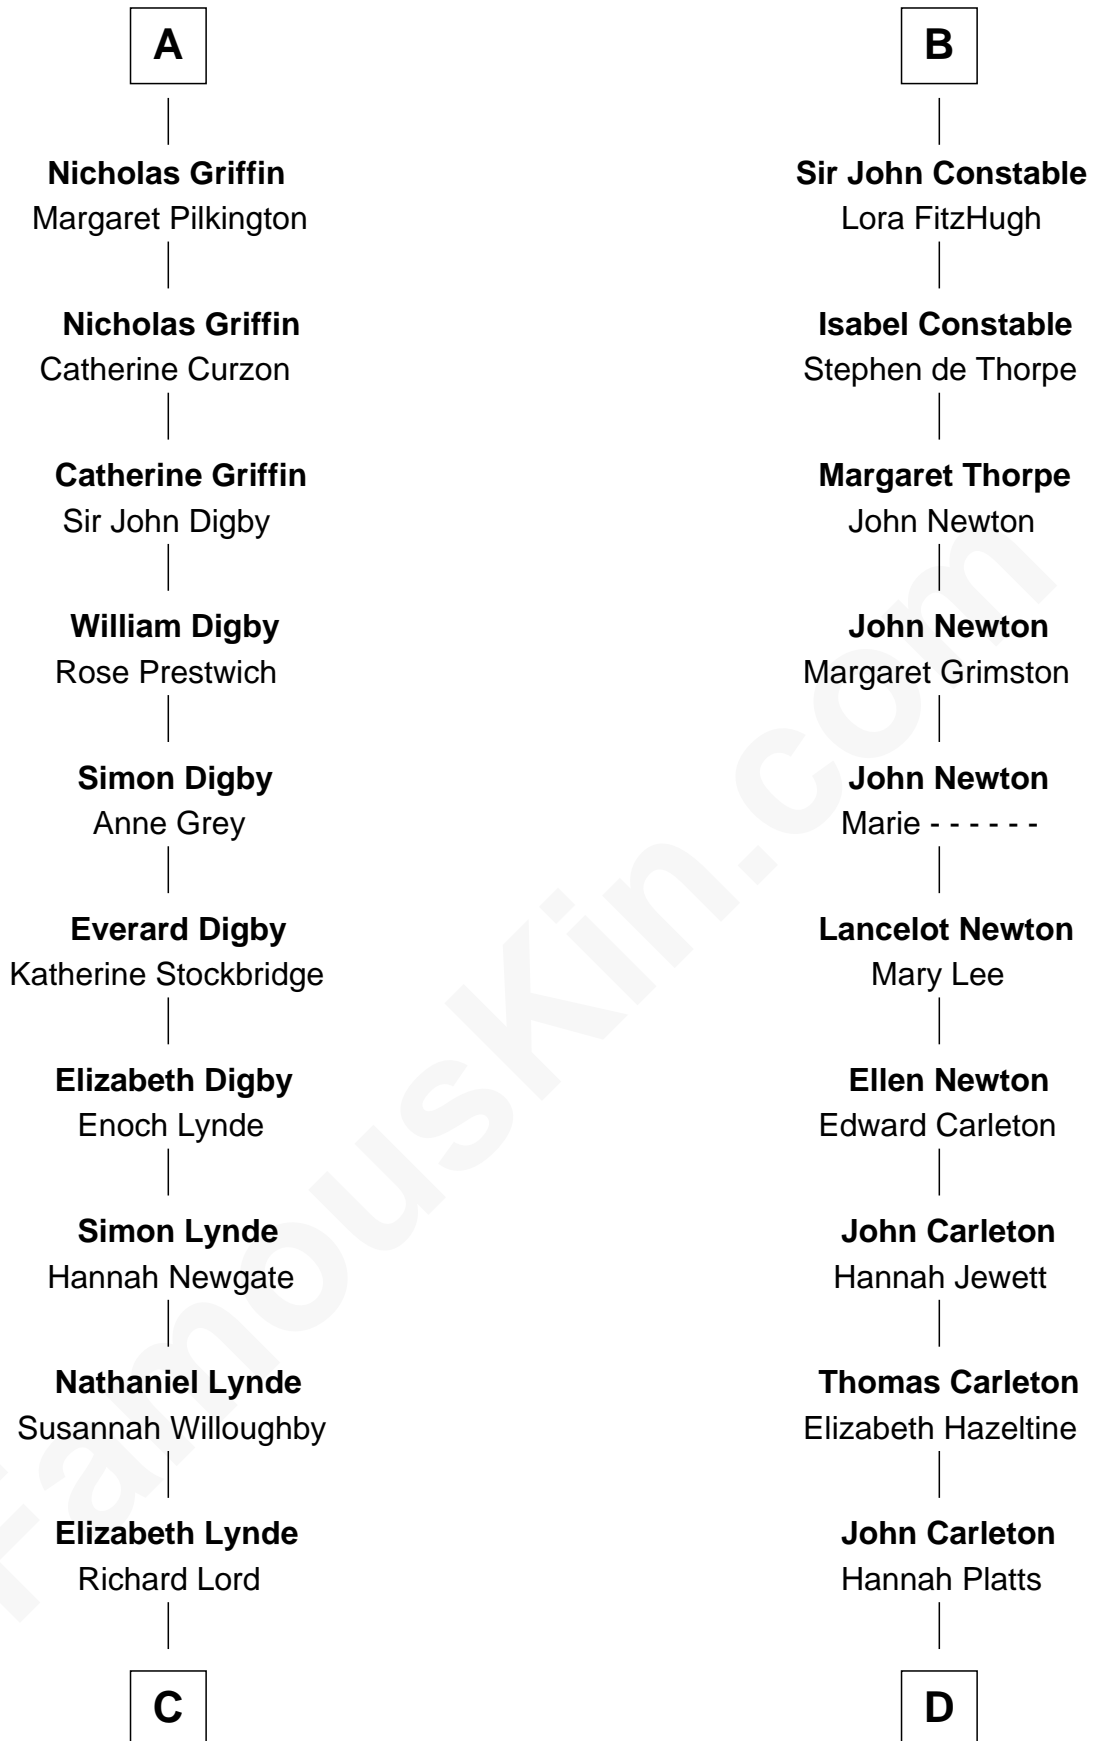 A
Nicholas Griffin
Margaret Pilkington
Nicholas Griffin
Catherine Curzon
Catherine Griffin
Sir John Digby
William Digby
Rose Prestwich
Simon Digby
Anne Grey
Everard Digby
Katherine Stockbridge
Elizabeth Digby
Enoch Lynde
Simon Lynde
Hannah Newgate
Nathaniel Lynde
Susannah Willoughby
Elizabeth Lynde
Richard Lord
C
B
Sir John Constable
Lora FitzHugh
Isabel Constable
Stephen de Thorpe
Margaret Thorpe
John Newton
John Newton
Margaret Grimston
John Newton
Marie - - - - - -
Lancelot Newton
Mary Lee
Ellen Newton
Edward Carleton
John Carleton
Hannah Jewett
Thomas Carleton
Elizabeth Hazeltine
John Carleton
Hannah Platts
D
FamousKin.com